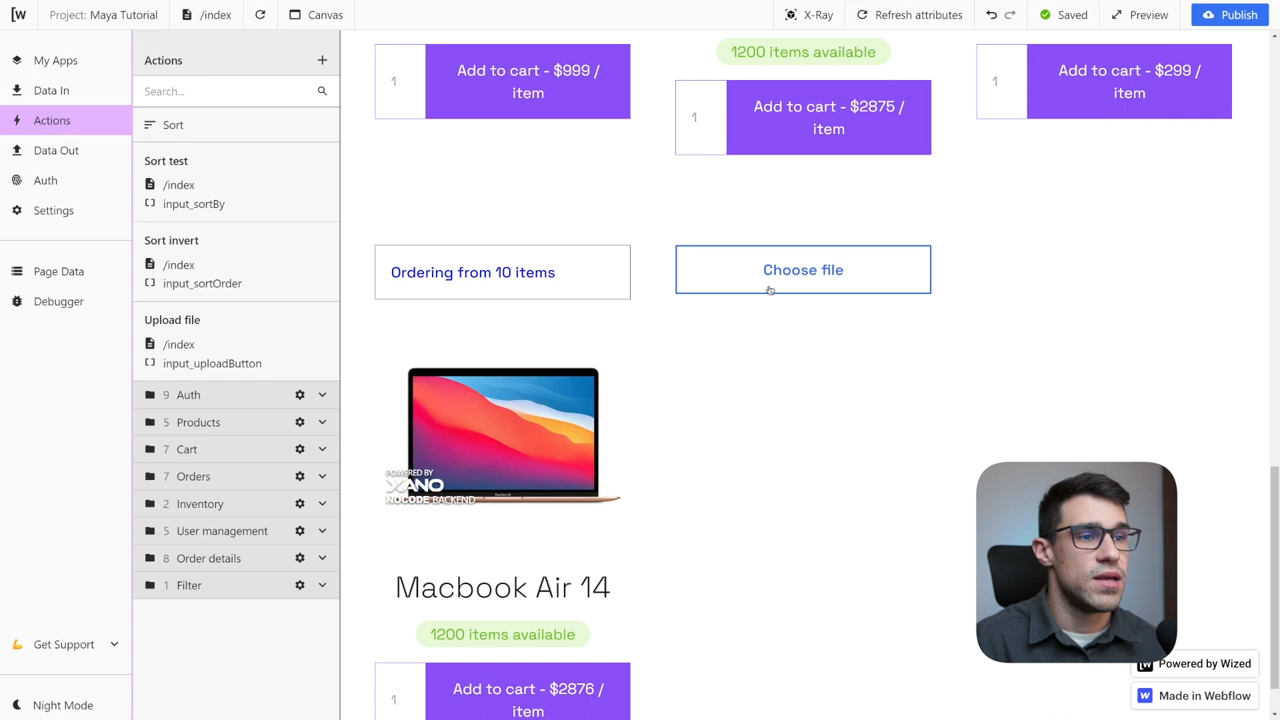 [W Project: Maya Tutorial /index Canvas X-Ray Refresh attributes Saved Preview Publish
My Apps
Data In
Actions
Data Out
Auth
Settings
Page Data
Debugger
Get Support
Night Mode
Actions
Search...
Sort
Sort test
/index
input_sortBy
Sort invert
/index
input_sortOrder
Upload file
/index
input_uploadButton
9 Auth
5 Products
7 Cart
7 Orders
2 Inventory
5 User management
8 Order details
1 Filter
1
Add to cart - $999 /
item
1200 items available
1
Add to cart - $2875 /
item
1
Add to cart - $299 /
item
Ordering from 10 items
Choose file
POWERED BY
XANO
NOCODE BACKEND
Macbook Air 14
1200 items available
1
Add to cart - $2876 /
item
Powered by Wized
Made in Webflow